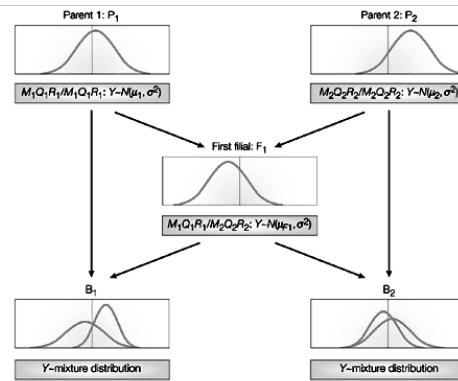 Parent 1: P₁
Parent 2: P₂
M₁Q₁R₁/M₁Q₁R₁: Y~N(μ₁, σ²)
M₂Q₂R₂/M₂Q₂R₂: Y~N(μ₂, σ²)
First filial: F₁
M₁Q₁R₁/M₂Q₂R₂: Y~N(μF₁, σ²)
B₁
B₂
Y~mixture distribution
Y~mixture distribution